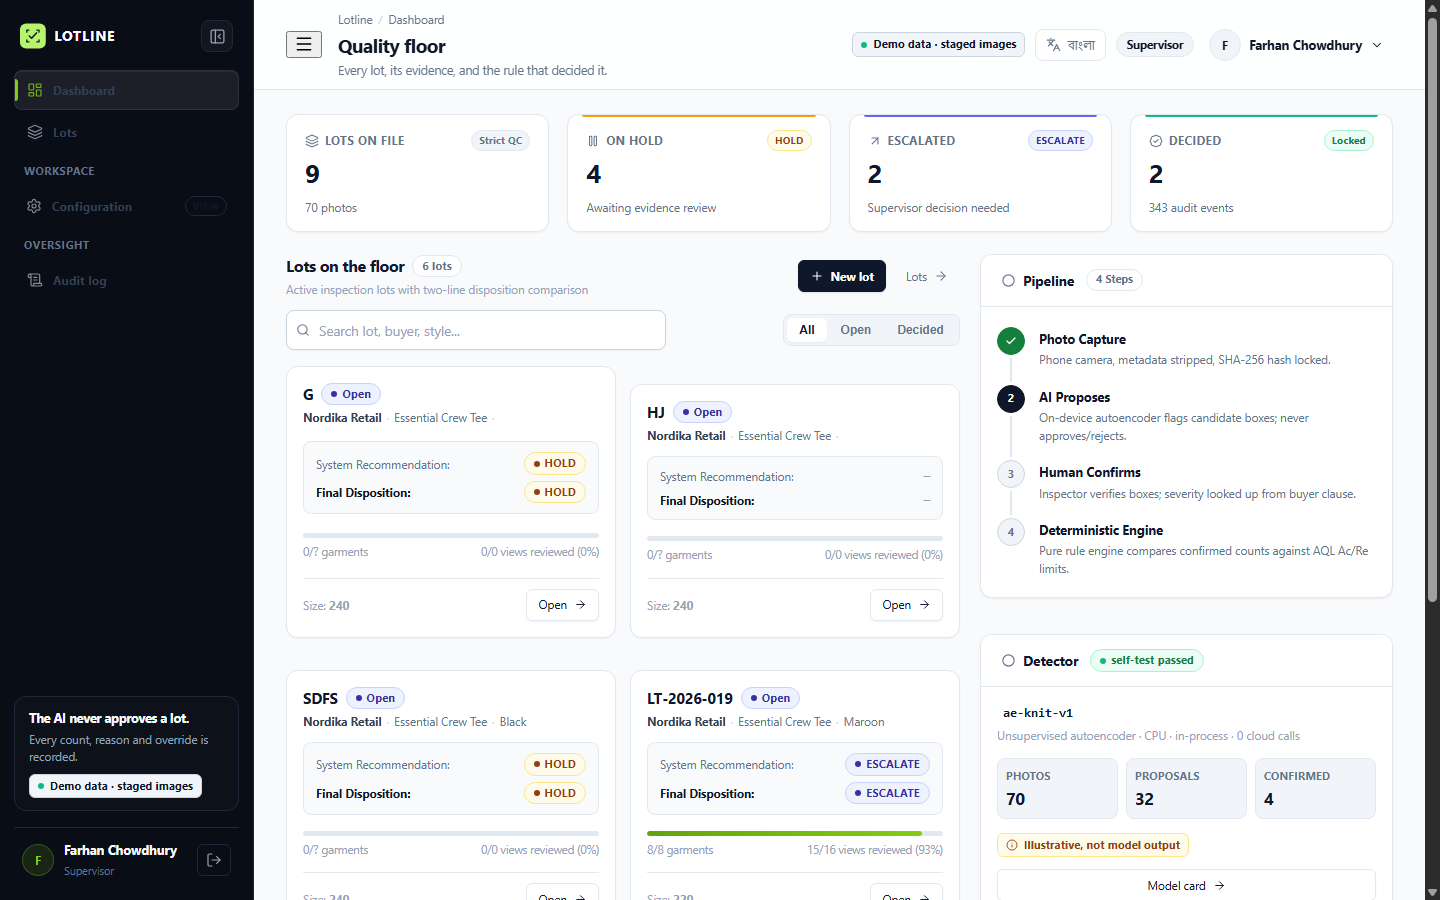 LOTLINE
Dashboard
Lots
WORKSPACE
Configuration VIEW
OVERSIGHT
Audit log
The AI never approves a lot.
Every count, reason and override is
recorded.
Demo data · staged images
F
Farhan Chowdhury
Supervisor
Lotline / Dashboard
Quality floor
Every lot, its evidence, and the rule that decided it.
Demo data · staged images
বাংলা
Supervisor
F Farhan Chowdhury
LOTS ON FILE Strict QC
9
70 photos
ON HOLD HOLD
4
Awaiting evidence review
ESCALATED ESCALATE
2
Supervisor decision needed
DECIDED Locked
2
343 audit events
Lots on the floor 6 lots
Active inspection lots with two-line disposition comparison
+ New lot Lots →
Search lot, buyer, style...
All Open Decided
G Open
Nordika Retail · Essential Crew Tee ·
System Recommendation: HOLD
Final Disposition: HOLD
0/? garments 0/0 views reviewed (0%)
Size: 240 Open →
HJ Open
Nordika Retail · Essential Crew Tee ·
System Recommendation: –
Final Disposition: –
0/? garments 0/0 views reviewed (0%)
Size: 240 Open →
SDFS Open
Nordika Retail · Essential Crew Tee · Black
System Recommendation: HOLD
Final Disposition: HOLD
0/? garments 0/0 views reviewed (0%)
Size: 240 Open →
LT-2026-019 Open
Nordika Retail · Essential Crew Tee · Maroon
System Recommendation: ESCALATE
Final Disposition: ESCALATE
8/8 garments 15/16 views reviewed (93%)
Open →
Pipeline 4 Steps
Photo Capture
Phone camera, metadata stripped, SHA-256 hash locked.
2 AI Proposes
On-device autoencoder flags candidate boxes; never
approves/rejects.
3 Human Confirms
Inspector verifies boxes; severity looked up from buyer clause.
4 Deterministic Engine
Pure rule engine compares confirmed counts against AQL Ac/Re
limits.
Detector self-test passed
ae-knit-v1
Unsupervised autoencoder · CPU · in-process · 0 cloud calls
PHOTOS
70
PROPOSALS
32
CONFIRMED
4
Illustrative, not model output
Model card →